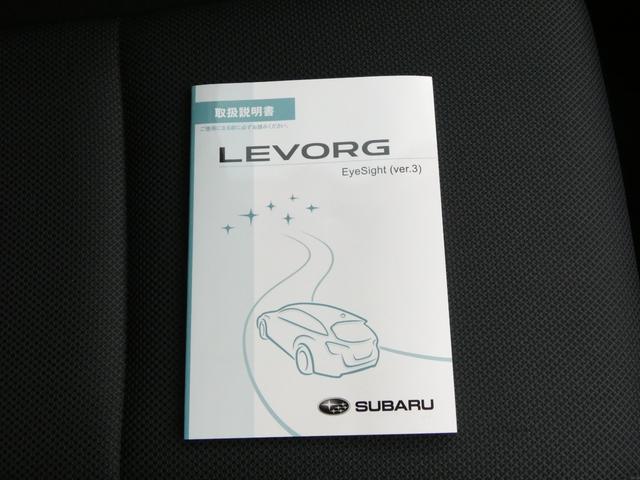 取扱説明書
ご使用になる前に必ずお読みください。
LEVORG
EyeSight (ver.3)
SUBARU